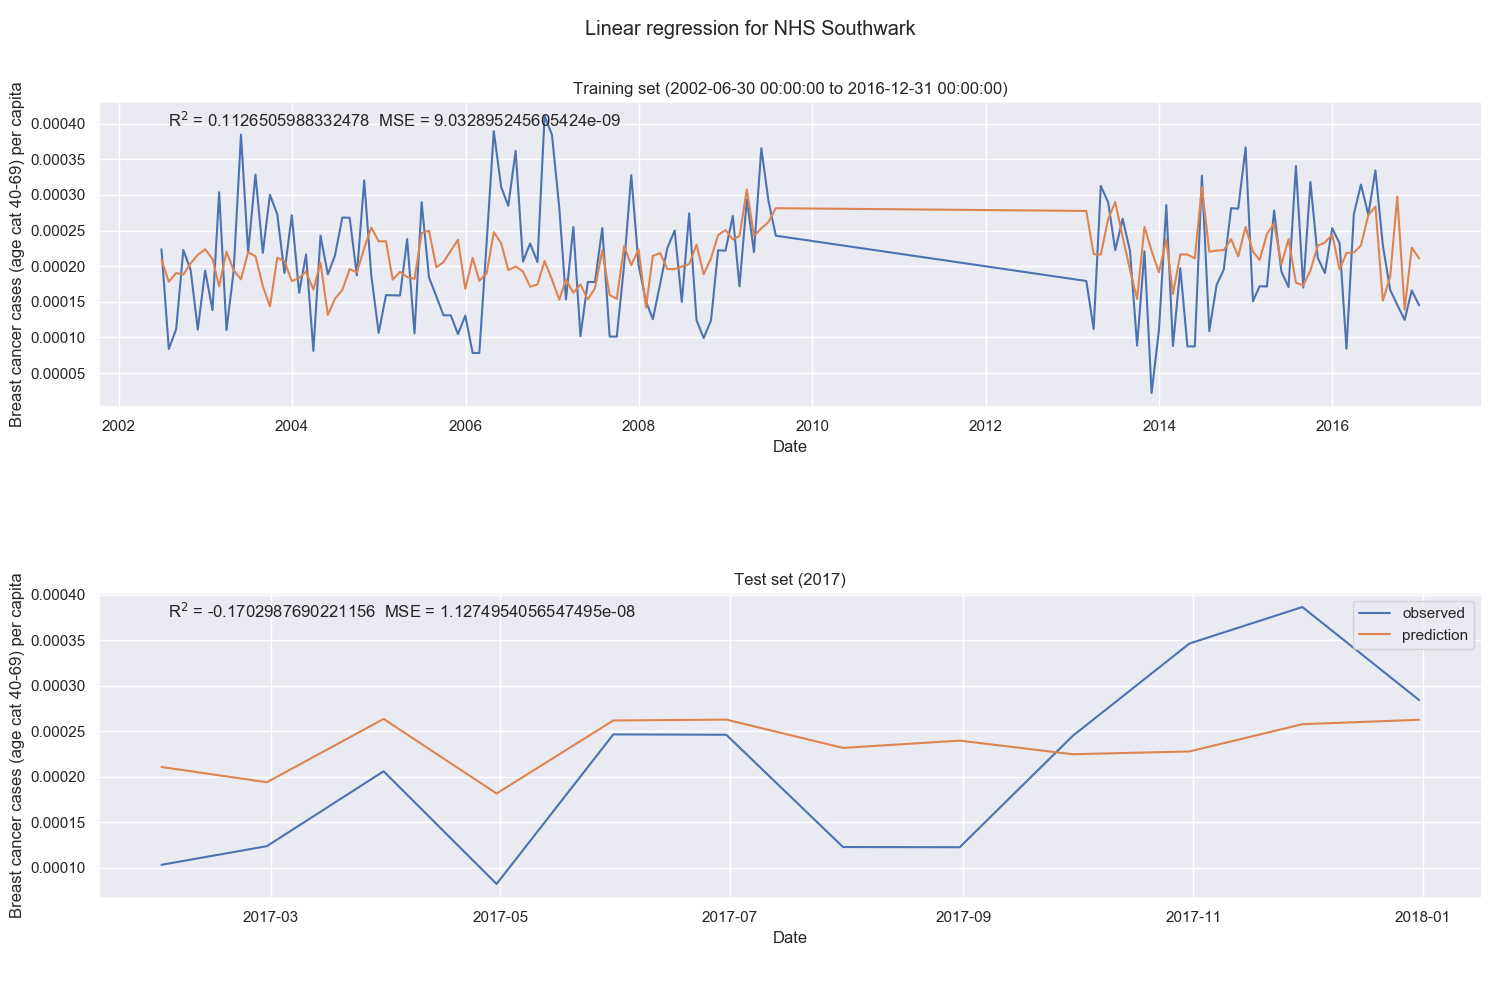 Linear regression for NHS Southwark
Training set (2002-06-30 00:00:00 to 2016-12-31 00:00:00)
R² = 0.1126505988332478 MSE = 9.032895245605424e-09
Breast cancer cases (age cat 40-69) per capita
0.00040
0.00035
0.00030
0.00025
0.00020
0.00015
0.00010
0.00005
2002 2004 2006 2008 2010 2012 2014 2016
Date
Test set (2017)
R² = -0.1702987690221156 MSE = 1.1274954056547495e-08
observed
prediction
Breast cancer cases (age cat 40-69) per capita
0.00040
0.00035
0.00030
0.00025
0.00020
0.00015
0.00010
2017-03 2017-05 2017-07 2017-09 2017-11 2018-01
Date